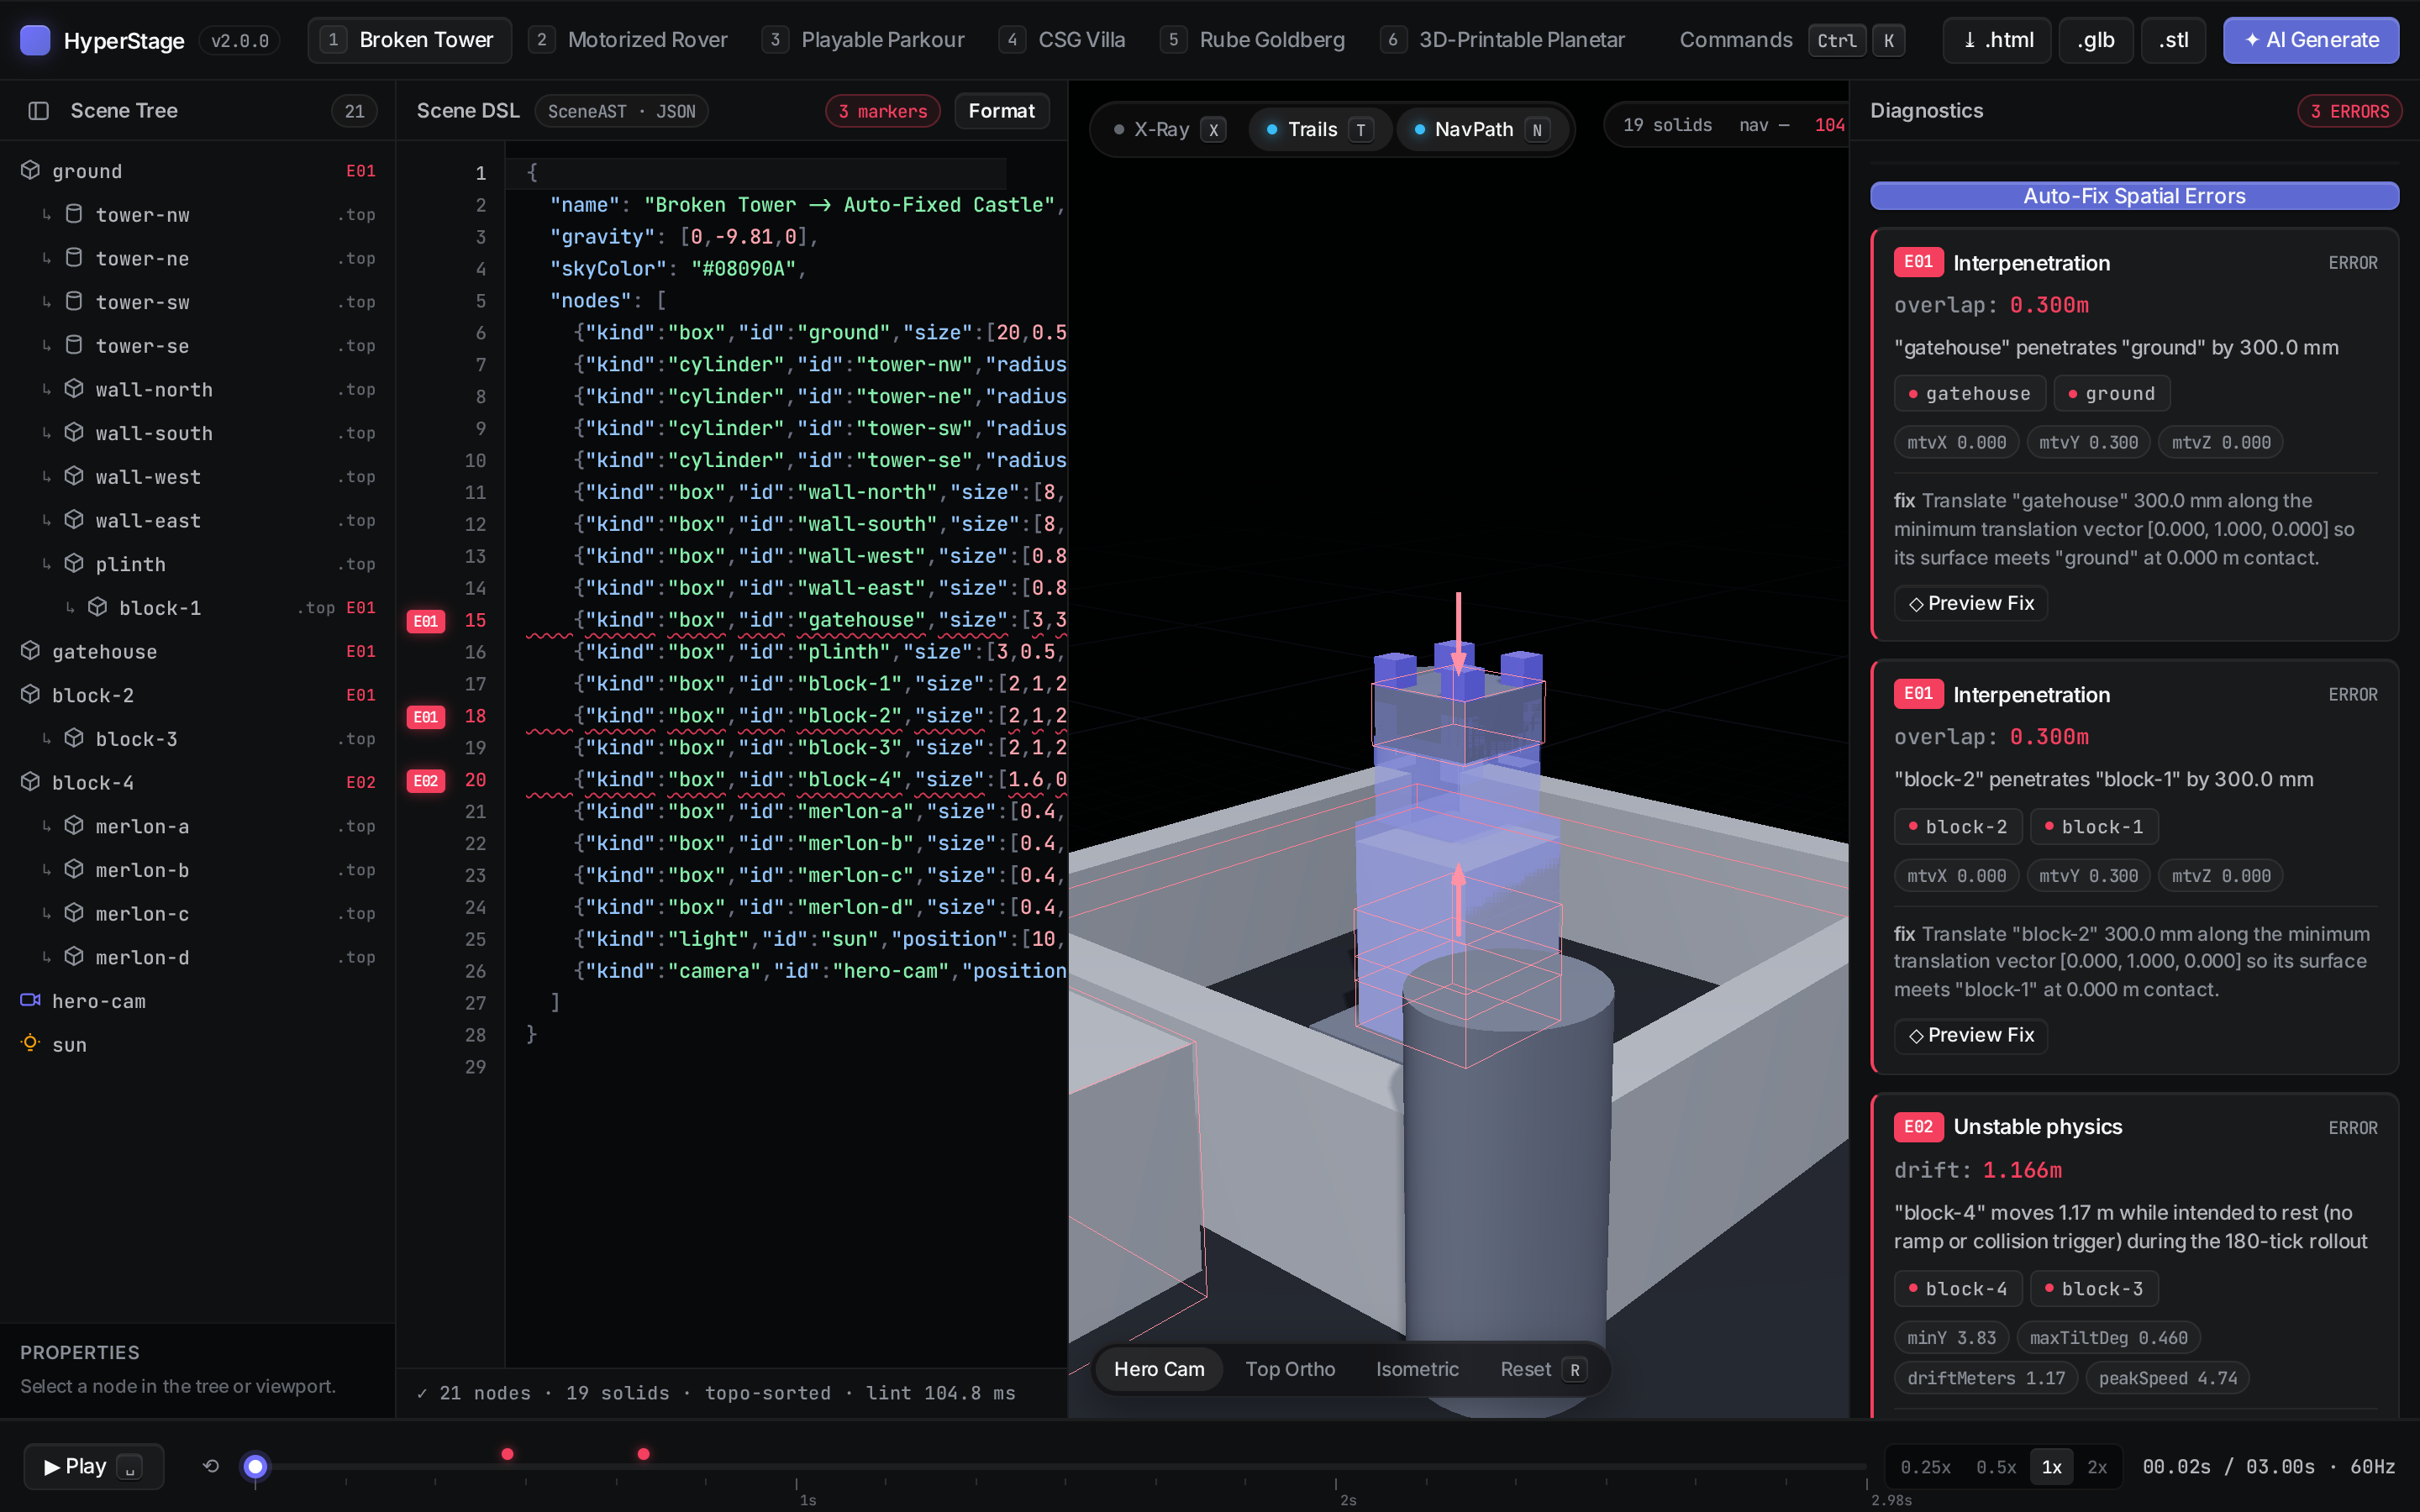 HyperStage v2.0.0 1 Broken Tower 2 Motorized Rover 3 Playable Parkour 4 CSG Villa 5 Rube Goldberg 6 3D-Printable Planetar Commands Ctrl K ⤓ .html .glb .stl ✦ AI Generate
Scene Tree 21
ground E01
↳ tower-nw .top
↳ tower-ne .top
↳ tower-sw .top
↳ tower-se .top
↳ wall-north .top
↳ wall-south .top
↳ wall-west .top
↳ wall-east .top
↳ plinth .top
↳ block-1 .top E01
gatehouse E01
block-2 E01
↳ block-3 .top
block-4 E02
↳ merlon-a .top
↳ merlon-b .top
↳ merlon-c .top
↳ merlon-d .top
hero-cam
sun
PROPERTIES
Select a node in the tree or viewport.
Scene DSL SceneAST · JSON 3 markers Format
1 {
2 "name": "Broken Tower -> Auto-Fixed Castle",
3 "gravity": [0,-9.81,0],
4 "skyColor": "#08090A",
5 "nodes": [
6 {"kind":"box","id":"ground","size":[20,0.5
7 {"kind":"cylinder","id":"tower-nw","radius
8 {"kind":"cylinder","id":"tower-ne","radius
9 {"kind":"cylinder","id":"tower-sw","radius
10 {"kind":"cylinder","id":"tower-se","radius
11 {"kind":"box","id":"wall-north","size":[8,
12 {"kind":"box","id":"wall-south","size":[8,
13 {"kind":"box","id":"wall-west","size":[0.8
14 {"kind":"box","id":"wall-east","size":[0.8
E01 15 {"kind":"box","id":"gatehouse","size":[3,3
16 {"kind":"box","id":"plinth","size":[3,0.5,
17 {"kind":"box","id":"block-1","size":[2,1,2
E01 18 {"kind":"box","id":"block-2","size":[2,1,2
19 {"kind":"box","id":"block-3","size":[2,1,2
E02 20 {"kind":"box","id":"block-4","size":[1.6,0
21 {"kind":"box","id":"merlon-a","size":[0.4,
22 {"kind":"box","id":"merlon-b","size":[0.4,
23 {"kind":"box","id":"merlon-c","size":[0.4,
24 {"kind":"box","id":"merlon-d","size":[0.4,
25 {"kind":"light","id":"sun","position":[10,
26 {"kind":"camera","id":"hero-cam","position
27 ]
28 }
29
✓ 21 nodes · 19 solids · topo-sorted · lint 104.8 ms
X-Ray X Trails T NavPath N 19 solids nav — 104
Hero Cam Top Ortho Isometric Reset R
Diagnostics 3 ERRORS
Auto-Fix Spatial Errors
E01 Interpenetration ERROR
overlap: 0.300m
"gatehouse" penetrates "ground" by 300.0 mm
gatehouse ground
mtvX 0.000 mtvY 0.300 mtvZ 0.000
fix Translate "gatehouse" 300.0 mm along the
minimum translation vector [0.000, 1.000, 0.000] so
its surface meets "ground" at 0.000 m contact.
◇ Preview Fix
E01 Interpenetration ERROR
overlap: 0.300m
"block-2" penetrates "block-1" by 300.0 mm
block-2 block-1
mtvX 0.000 mtvY 0.300 mtvZ 0.000
fix Translate "block-2" 300.0 mm along the minimum
translation vector [0.000, 1.000, 0.000] so its surface
meets "block-1" at 0.000 m contact.
◇ Preview Fix
E02 Unstable physics ERROR
drift: 1.166m
"block-4" moves 1.17 m while intended to rest (no
ramp or collision trigger) during the 180-tick rollout
block-4 block-3
minY 3.83 maxTiltDeg 0.460
driftMeters 1.17 peakSpeed 4.74
▶ Play ␣ ⟲ 0.25x 0.5x 1x 2x 00.02s / 03.00s · 60Hz
1s 2s 2.98s